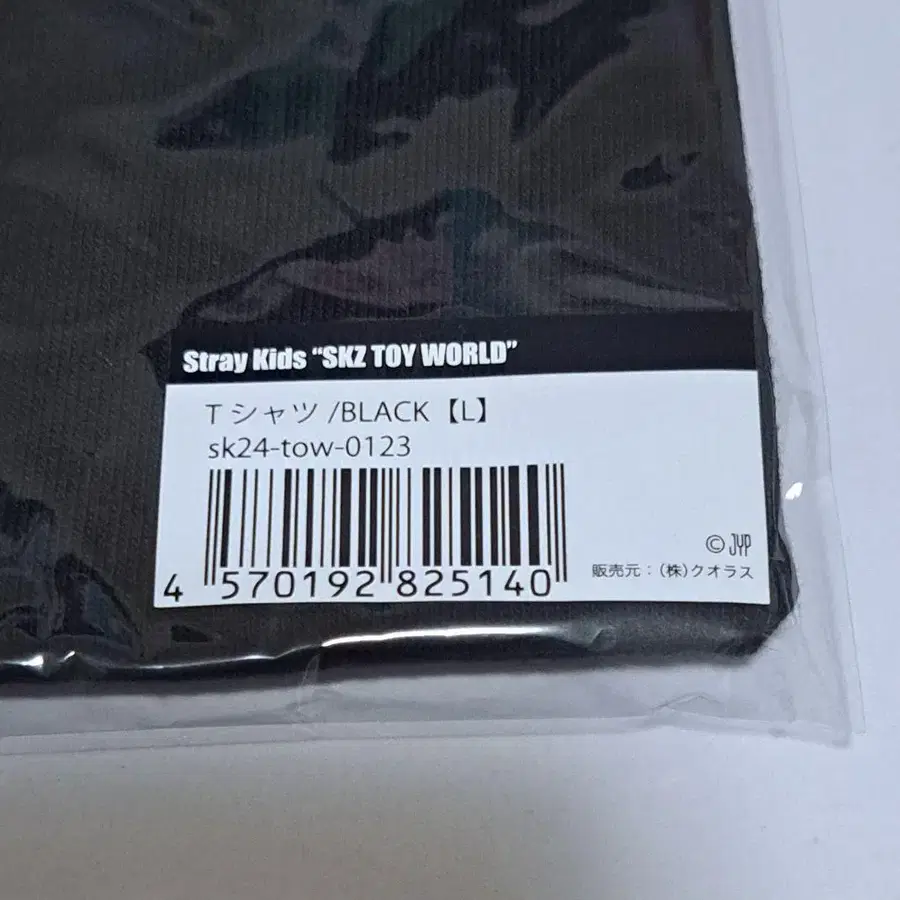 Stray Kids “SKZ TOY WORLD”
Tシャツ /BLACK【L】
sk24-tow-0123
4 570192 825140
© JYP
販売元：(株)クオラス